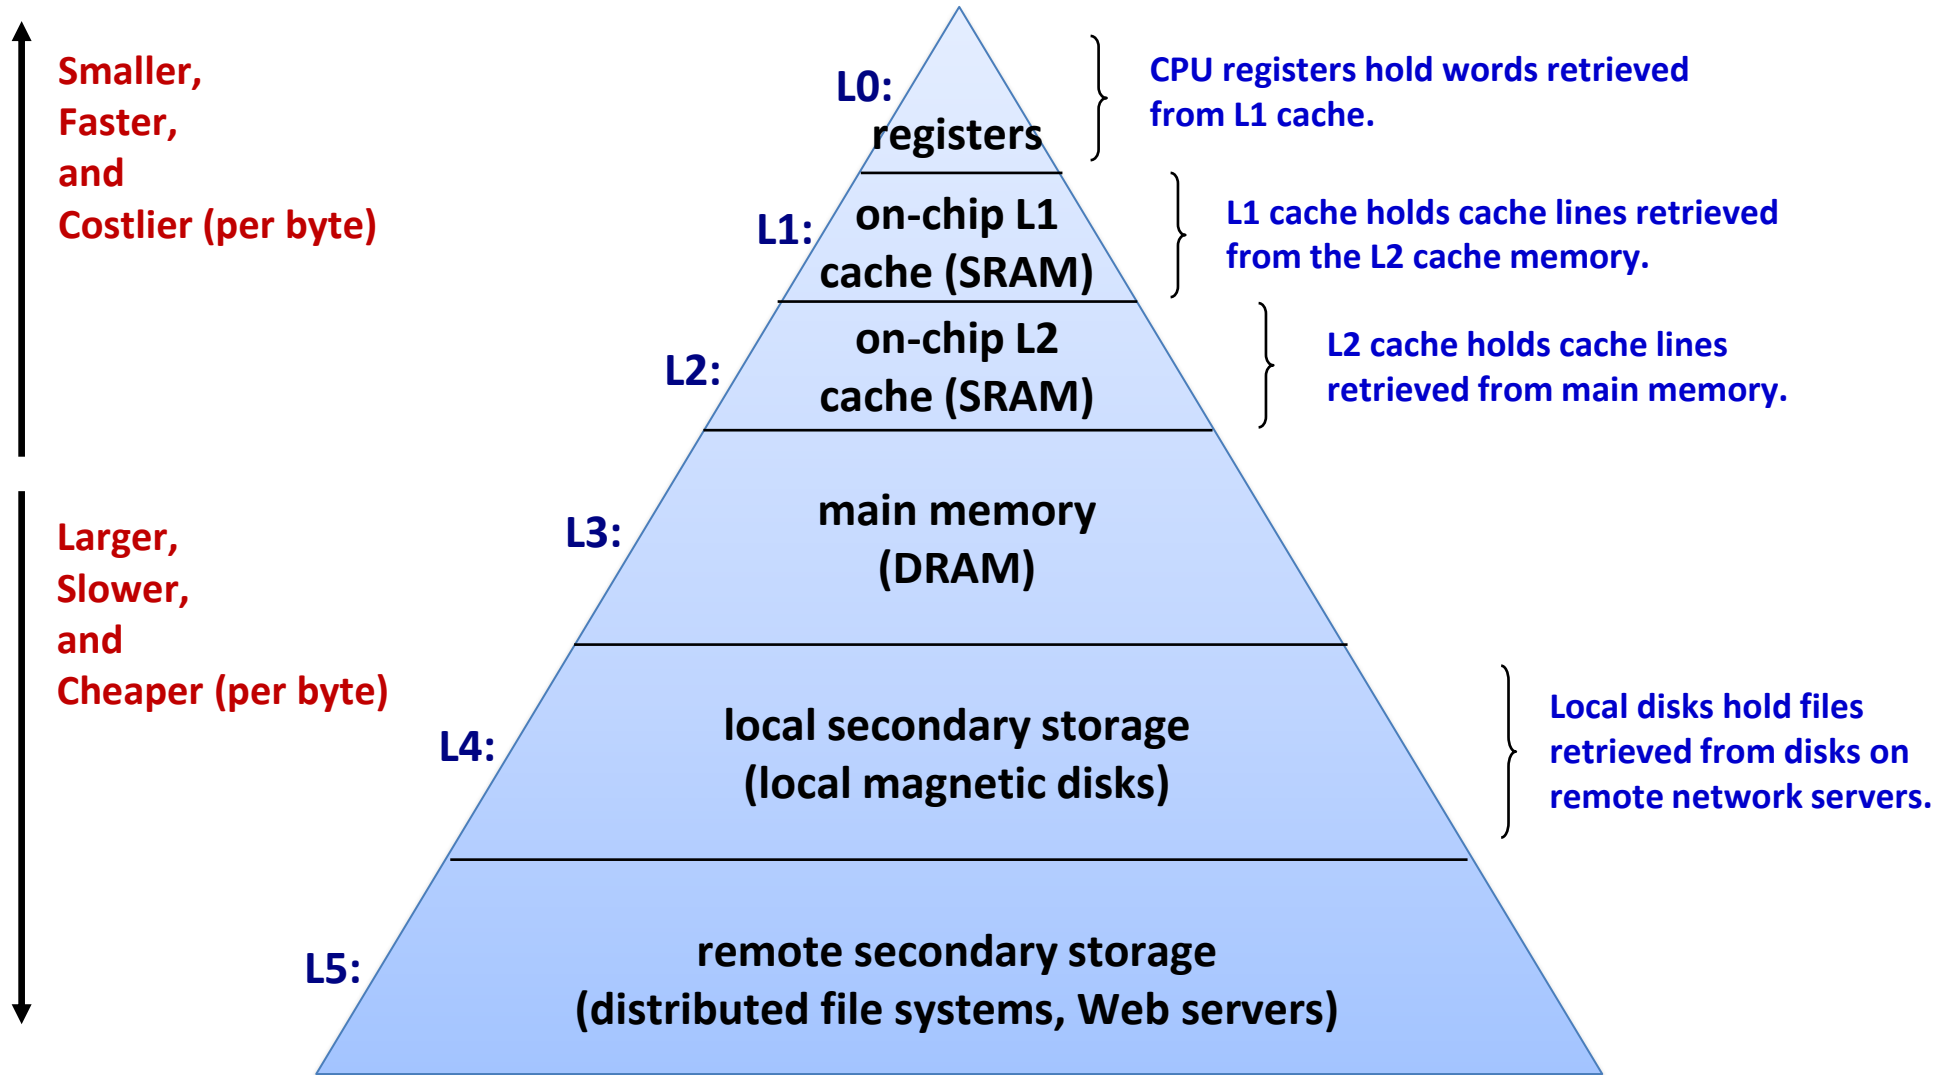 Smaller,
Faster,
and
Costlier (per byte)
Larger,
Slower,
and
Cheaper (per byte)
L0:
registers
CPU registers hold words retrieved
from L1 cache.
L1:
on-chip L1
cache (SRAM)
L1 cache holds cache lines retrieved
from the L2 cache memory.
L2:
on-chip L2
cache (SRAM)
L2 cache holds cache lines
retrieved from main memory.
L3:
main memory
(DRAM)
L4:
local secondary storage
(local magnetic disks)
Local disks hold files
retrieved from disks on
remote network servers.
L5:
remote secondary storage
(distributed file systems, Web servers)